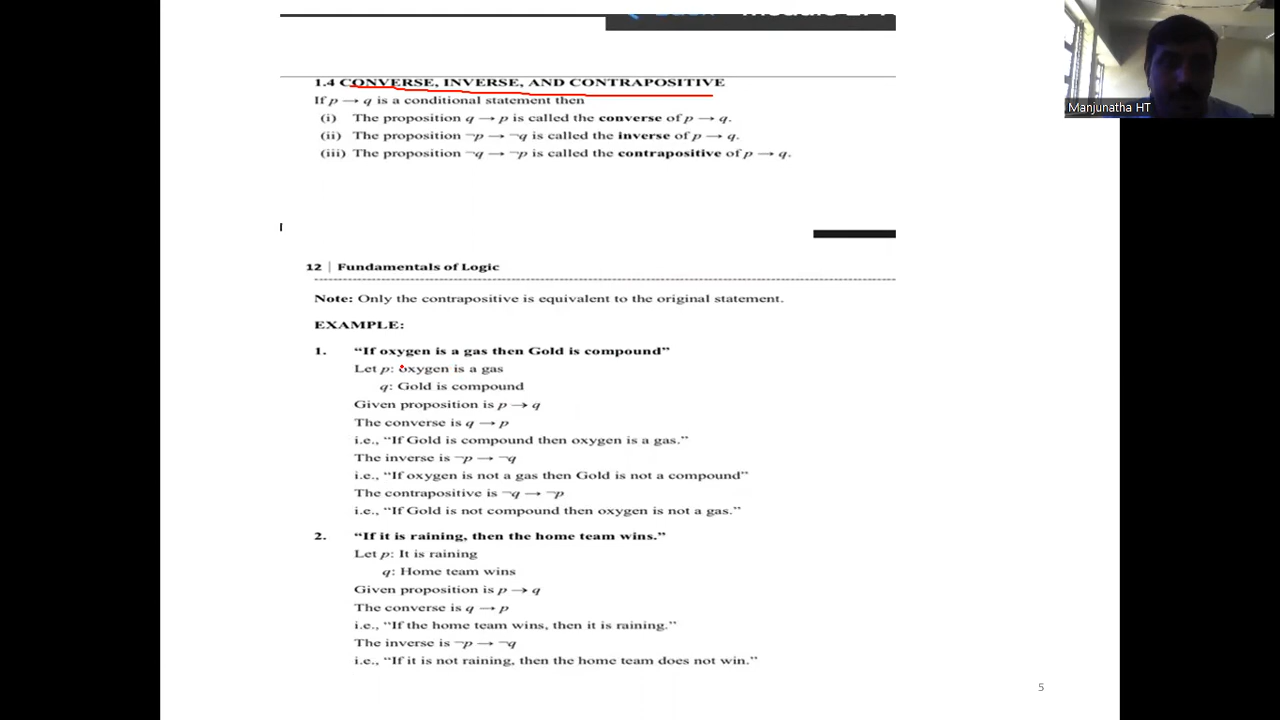 1.4 CONVERSE, INVERSE, AND CONTRAPOSITIVE
If p → q is a conditional statement then
(i) The proposition q → p is called the converse of p → q.
(ii) The proposition ¬p → ¬q is called the inverse of p → q.
(iii) The proposition ¬q → ¬p is called the contrapositive of p → q.
Manjunatha HT
12 | Fundamentals of Logic
Note: Only the contrapositive is equivalent to the original statement.
EXAMPLE:
1. “If oxygen is a gas then Gold is compound”
Let p: oxygen is a gas
q: Gold is compound
Given proposition is p → q
The converse is q → p
i.e., “If Gold is compound then oxygen is a gas.”
The inverse is ¬p → ¬q
i.e., “If oxygen is not a gas then Gold is not a compound”
The contrapositive is ¬q → ¬p
i.e., “If Gold is not compound then oxygen is not a gas.”
2. “If it is raining, then the home team wins.”
Let p: It is raining
q: Home team wins
Given proposition is p → q
The converse is q → p
i.e., “If the home team wins, then it is raining.”
The inverse is ¬p → ¬q
i.e., “If it is not raining, then the home team does not win.”
5